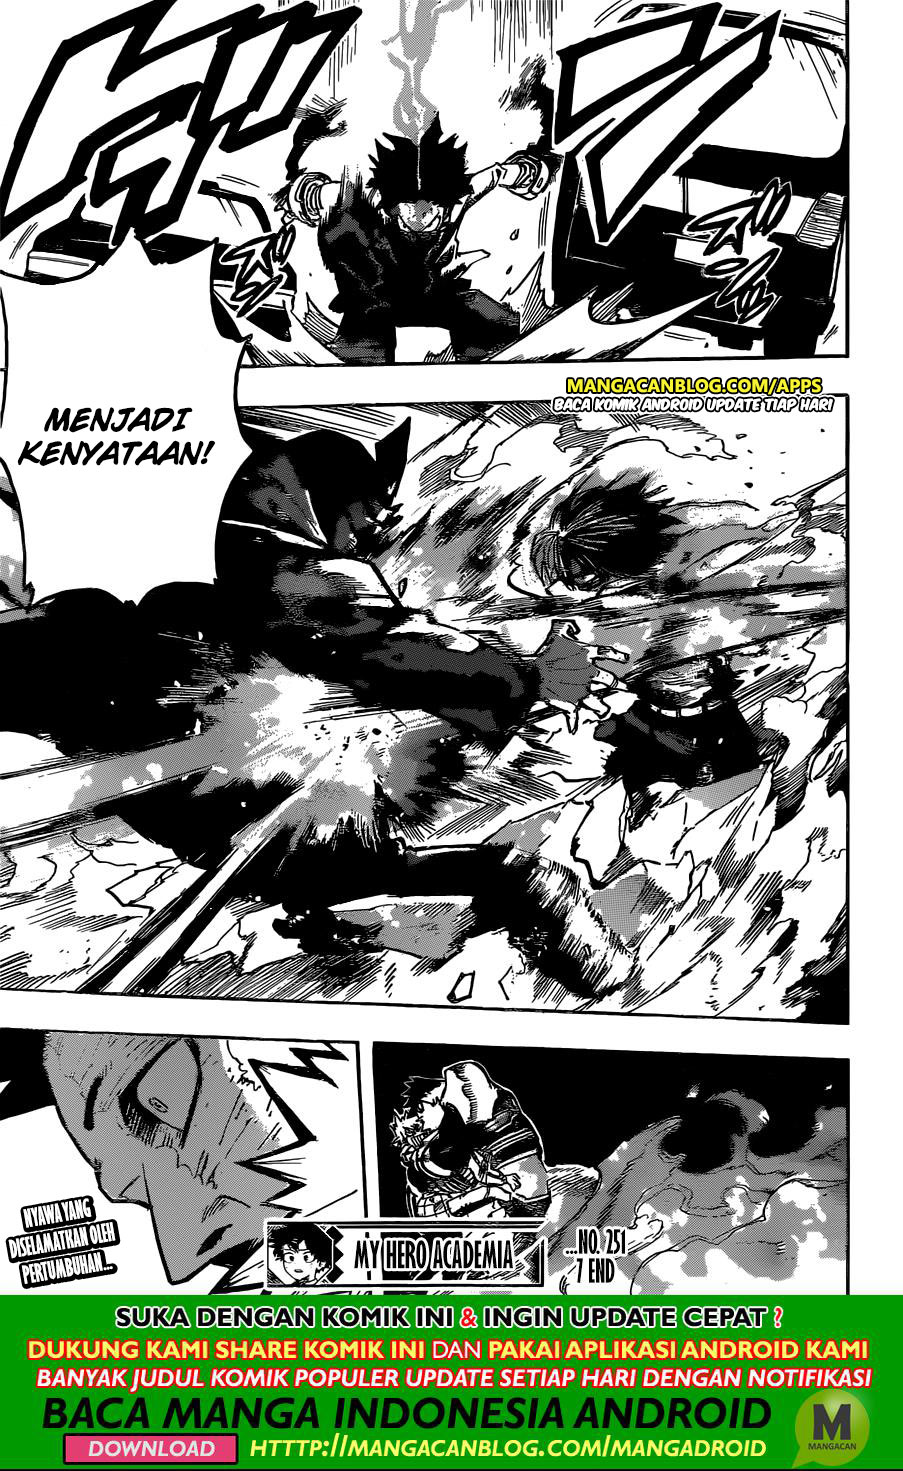 MANGACANBLOG.COM/APPS
BACA KOMIK ANDROID UPDATE TIAP HARI
MENJADI
KENYATAAN!
NYAWA YANG
DISELAMATKAN OLEH
PERTUMBUHAN...
MY HERO ACADEMIA
...NO. 251
7 END
SUKA DENGAN KOMIK INI & INGIN UPDATE CEPAT ?
DUKUNG KAMI SHARE KOMIK INI DAN PAKAI APLIKASI ANDROID KAMI
BANYAK JUDUL KOMIK POPULER UPDATE SETIAP HARI DENGAN NOTIFIKASI
BACA MANGA INDONESIA ANDROID
DOWNLOAD HTTTP://MANGACANBLOG.COM/MANGADROID
M
MANGACAN